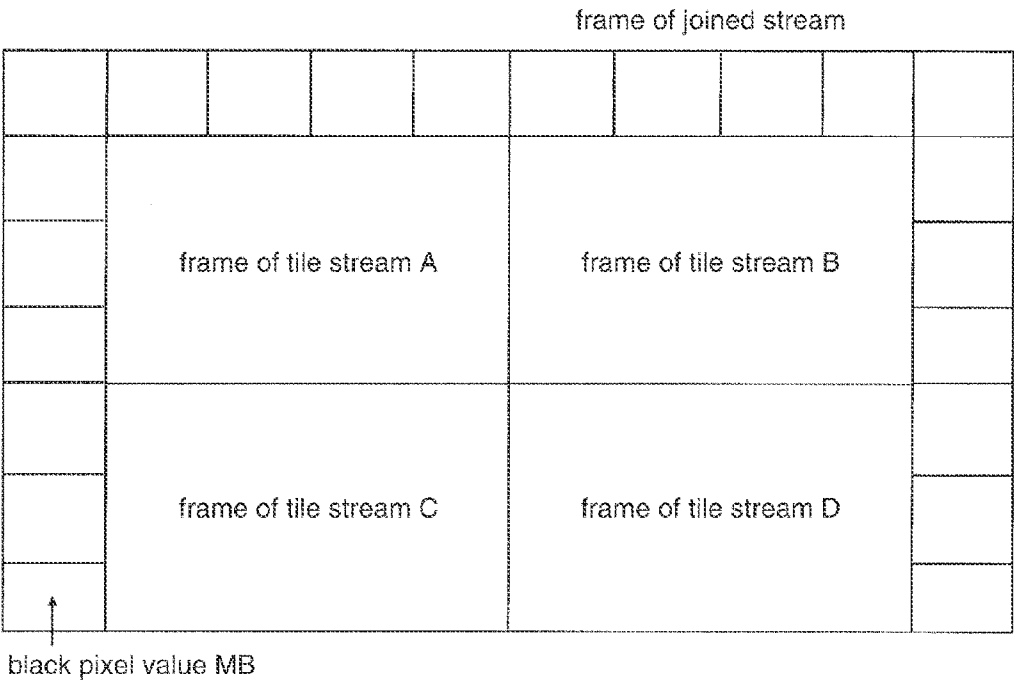 frame of joined stream
frame of tile stream A
frame of tile stream B
frame of tile stream C
frame of tile stream D
black pixel value MB